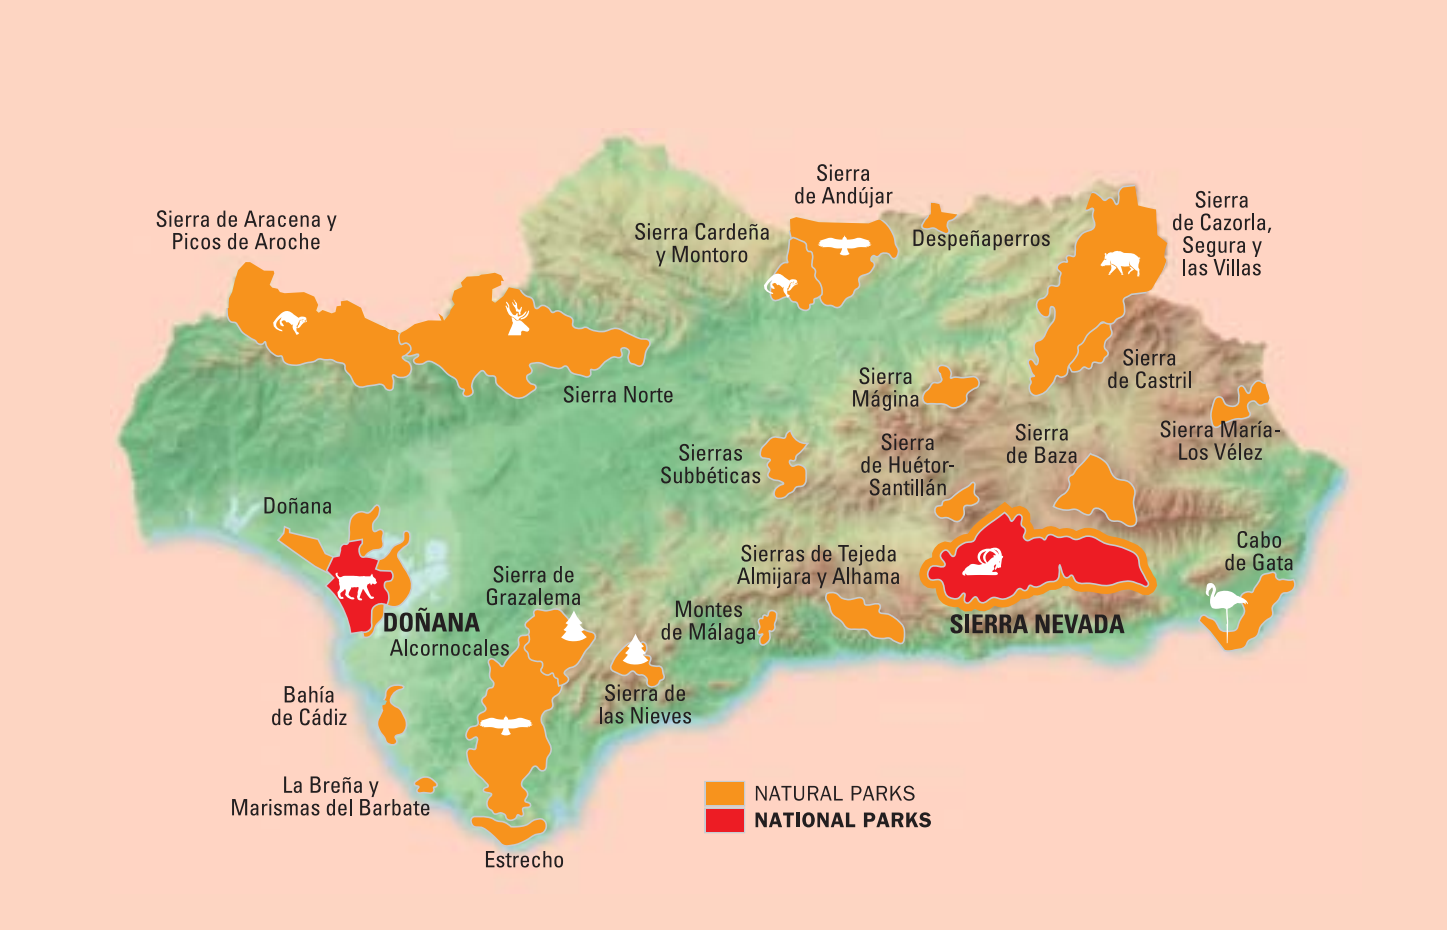 Sierra
de Andújar
Sierra
de Cazorla,
Segura y
las Villas
Sierra de Aracena y
Picos de Aroche
Sierra Cardeña
y Montoro
Despeñaperros
Sierra
de Castril
Sierra
Mágina
Sierra Norte
Sierra María-
Los Vélez
Sierra
de Baza
Sierra
de Huétor-
Santillán
Sierras
Subbéticas
Doñana
Cabo
de Gata
Sierras de Tejeda
Almijara y Alhama
Sierra de
Grazalema
Montes
de Málaga
DOÑANA
SIERRA NEVADA
Alcornocales
Bahía
de Cádiz
Sierra de
las Nieves
La Breña y
Marismas del Barbate
NATURAL PARKS
NATIONAL PARKS
Estrecho